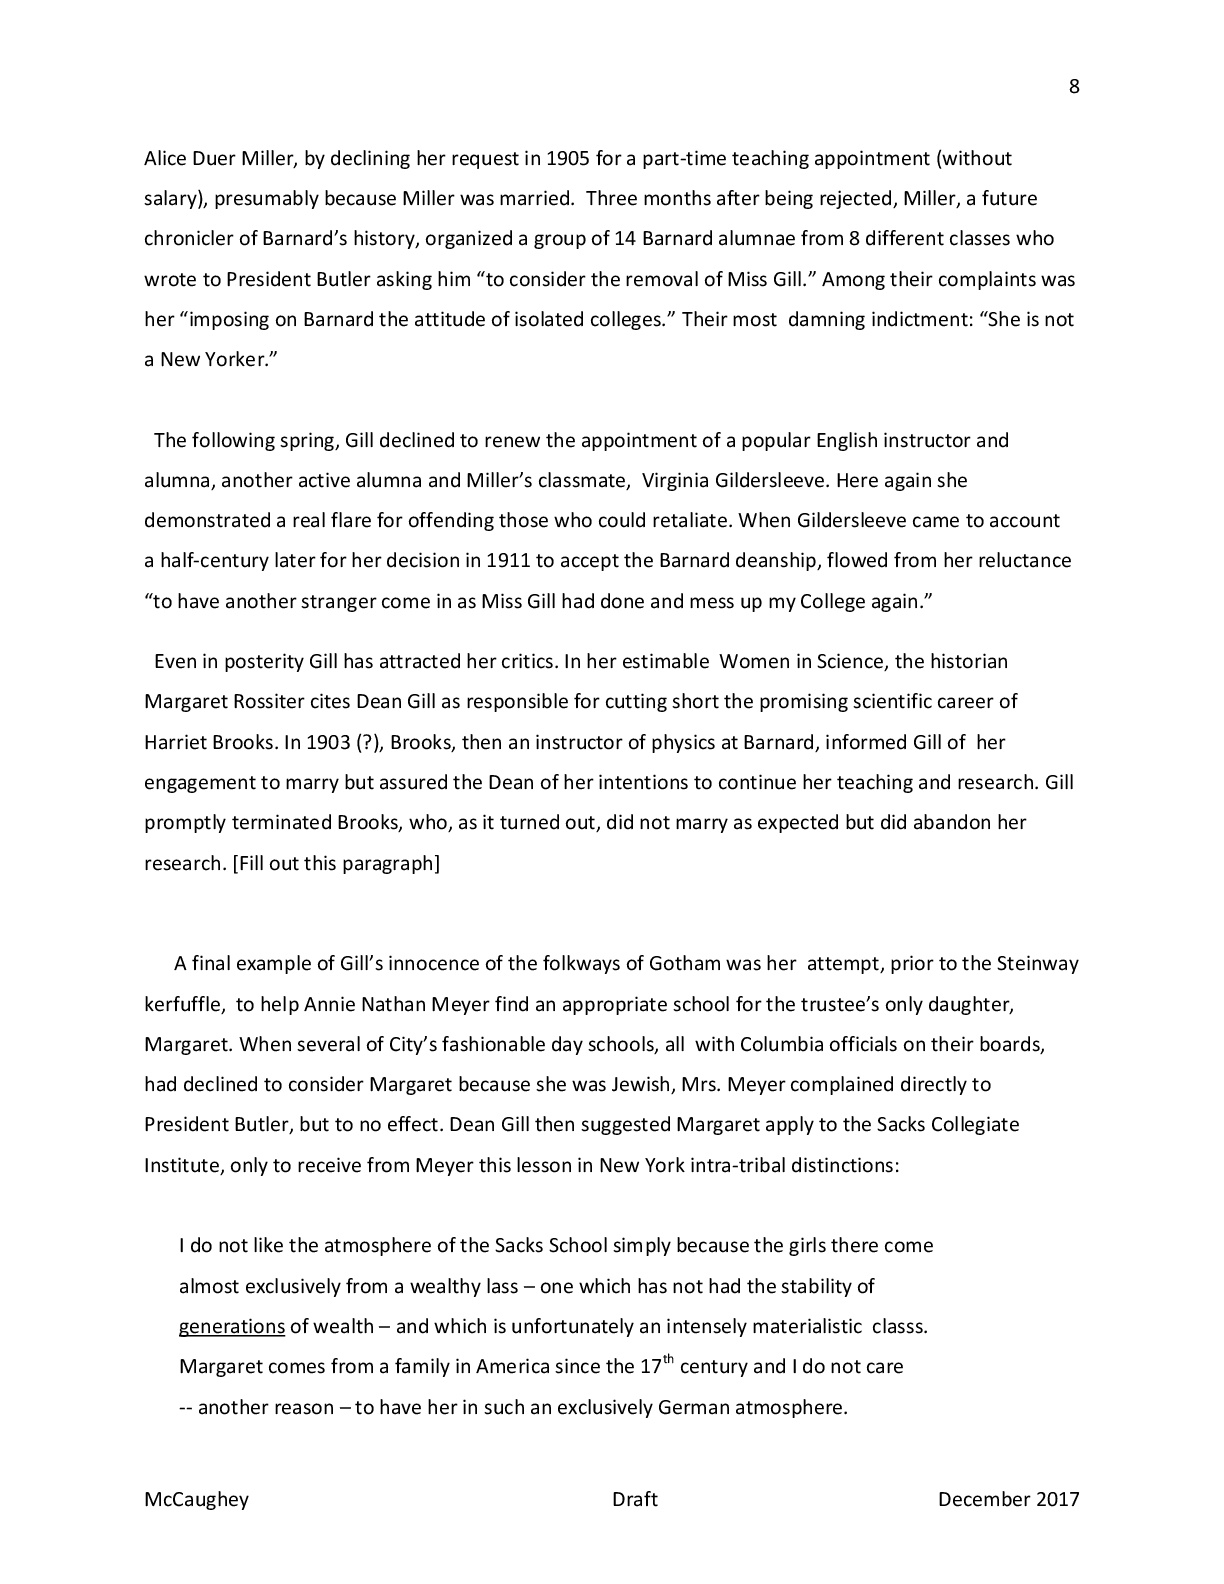 8
Alice Duer Miller, by declining her request in 1905 for a part-time teaching appointment (without
salary), presumably because Miller was married.  Three months after being rejected, Miller, a future
chronicler of Barnard’s history, organized a group of 14 Barnard alumnae from 8 different classes who
wrote to President Butler asking him “to consider the removal of Miss Gill.” Among their complaints was
her “imposing on Barnard the attitude of isolated colleges.” Their most  damning indictment: “She is not
a New Yorker.”
The following spring, Gill declined to renew the appointment of a popular English instructor and
alumna, another active alumna and Miller’s classmate,  Virginia Gildersleeve. Here again she
demonstrated a real flare for offending those who could retaliate. When Gildersleeve came to account
a half-century later for her decision in 1911 to accept the Barnard deanship, flowed from her reluctance
“to have another stranger come in as Miss Gill had done and mess up my College again.”
Even in posterity Gill has attracted her critics. In her estimable  Women in Science, the historian
Margaret Rossiter cites Dean Gill as responsible for cutting short the promising scientific career of
Harriet Brooks. In 1903 (?), Brooks, then an instructor of physics at Barnard, informed Gill of  her
engagement to marry but assured the Dean of her intentions to continue her teaching and research. Gill
promptly terminated Brooks, who, as it turned out, did not marry as expected but did abandon her
research. [Fill out this paragraph]
A final example of Gill’s innocence of the folkways of Gotham was her  attempt, prior to the Steinway
kerfuffle,  to help Annie Nathan Meyer find an appropriate school for the trustee’s only daughter,
Margaret. When several of City’s fashionable day schools, all  with Columbia officials on their boards,
had declined to consider Margaret because she was Jewish, Mrs. Meyer complained directly to
President Butler, but to no effect. Dean Gill then suggested Margaret apply to the Sacks Collegiate
Institute, only to receive from Meyer this lesson in New York intra-tribal distinctions:
I do not like the atmosphere of the Sacks School simply because the girls there come
almost exclusively from a wealthy lass – one which has not had the stability of
generations of wealth – and which is unfortunately an intensely materialistic  classs.
Margaret comes from a family in America since the 17th century and I do not care
-- another reason – to have her in such an exclusively German atmosphere.
McCaughey Draft December 2017